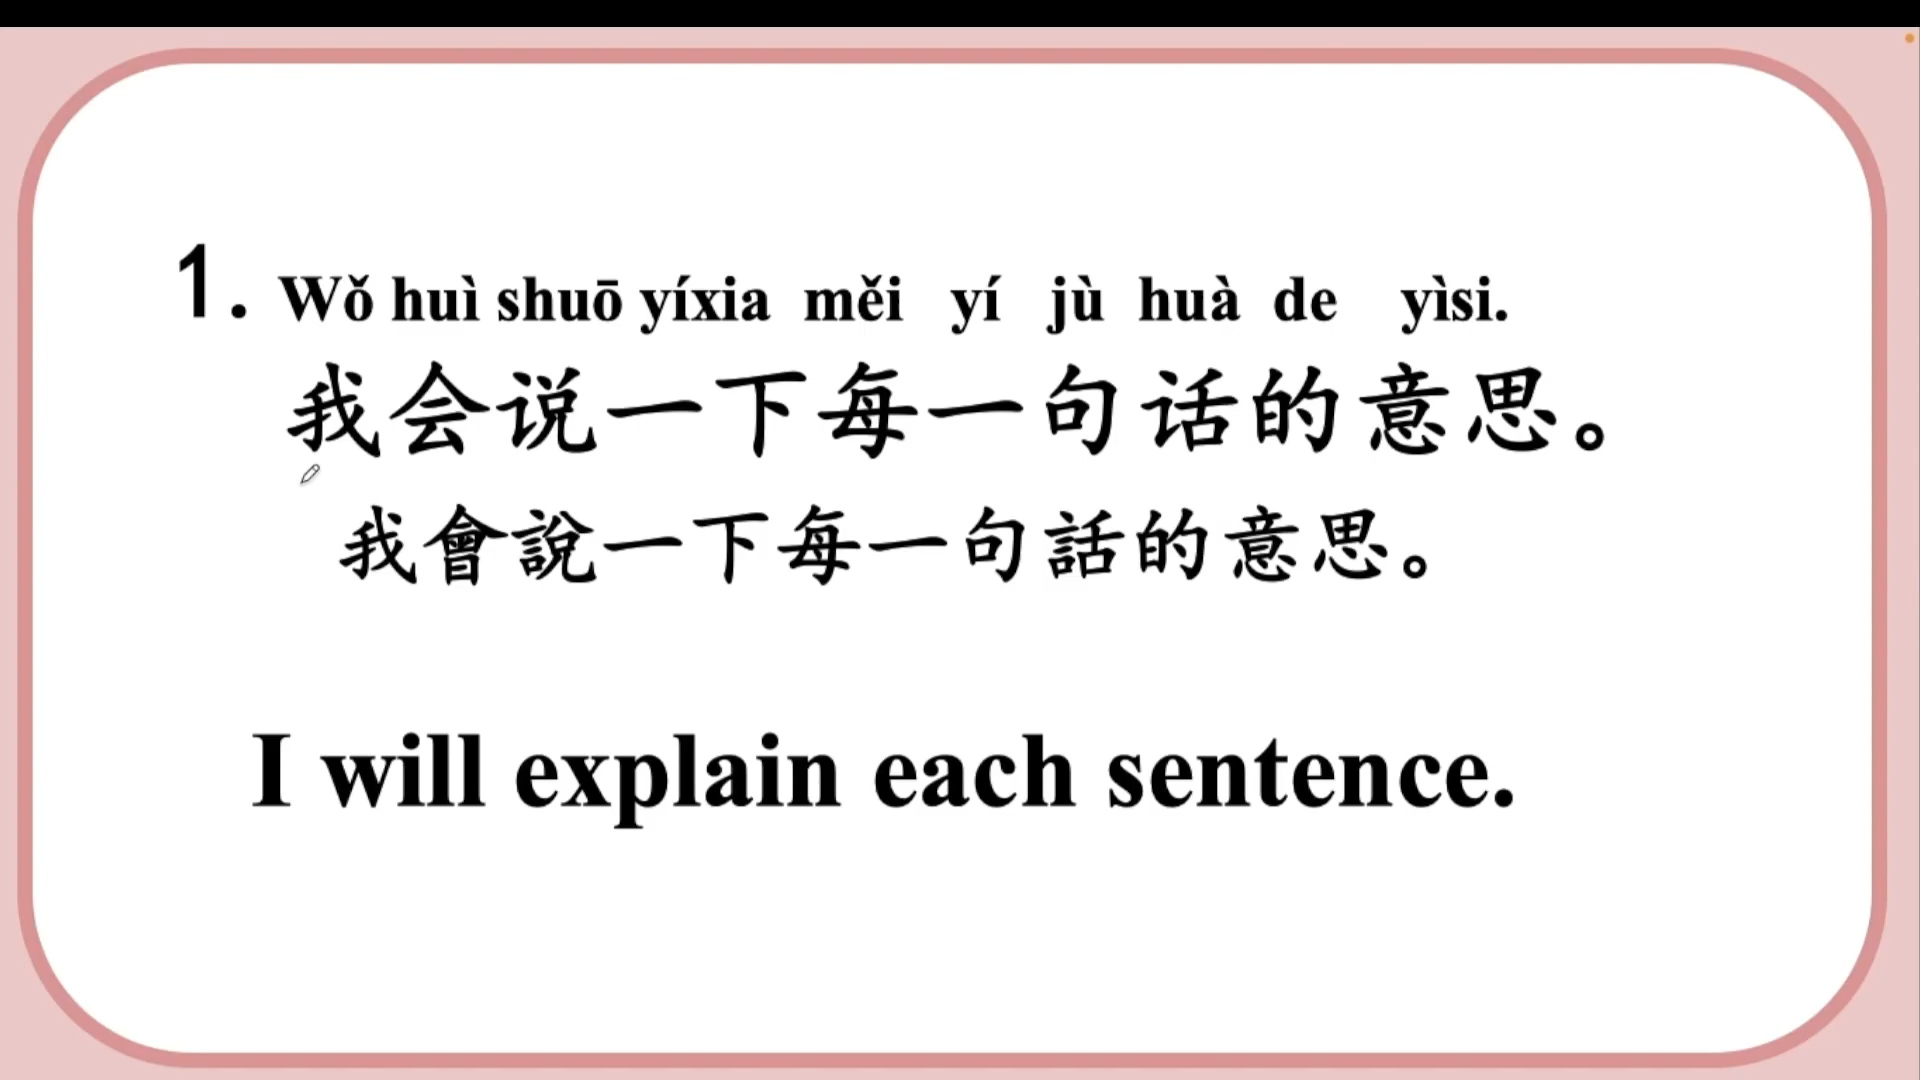 1. Wǒ huì shuō yíxia měi yí jù huà de yìsi.
我会说一下每一句话的意思。
我會說一下每一句話的意思。
I will explain each sentence.